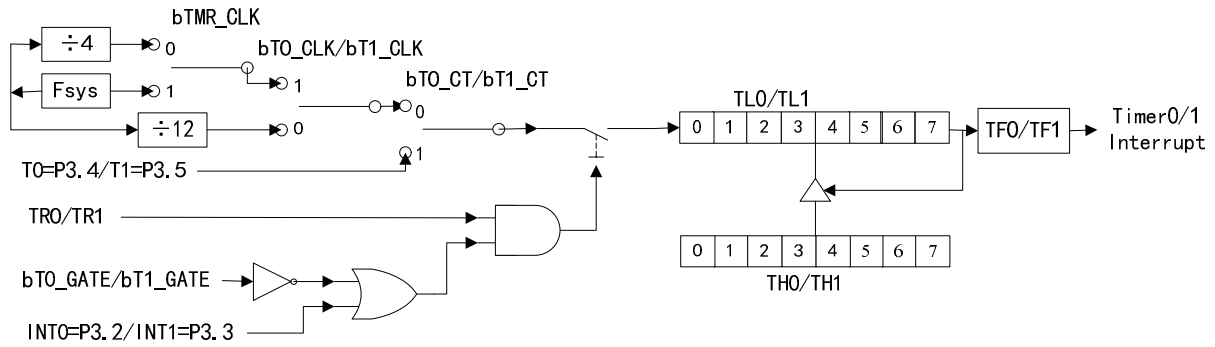 bTMR_CLK
÷4
0
bT0_CLK/bT1_CLK
Fsys
1
1
bT0_CT/bT1_CT
0
÷12
0
1
T0=P3.4/T1=P3.5
TL0/TL1
0 1 2 3 4 5 6 7
TF0/TF1
Timer0/1
Interrupt
TR0/TR1
0 1 2 3 4 5 6 7
TH0/TH1
bT0_GATE/bT1_GATE
INT0=P3.2/INT1=P3.3